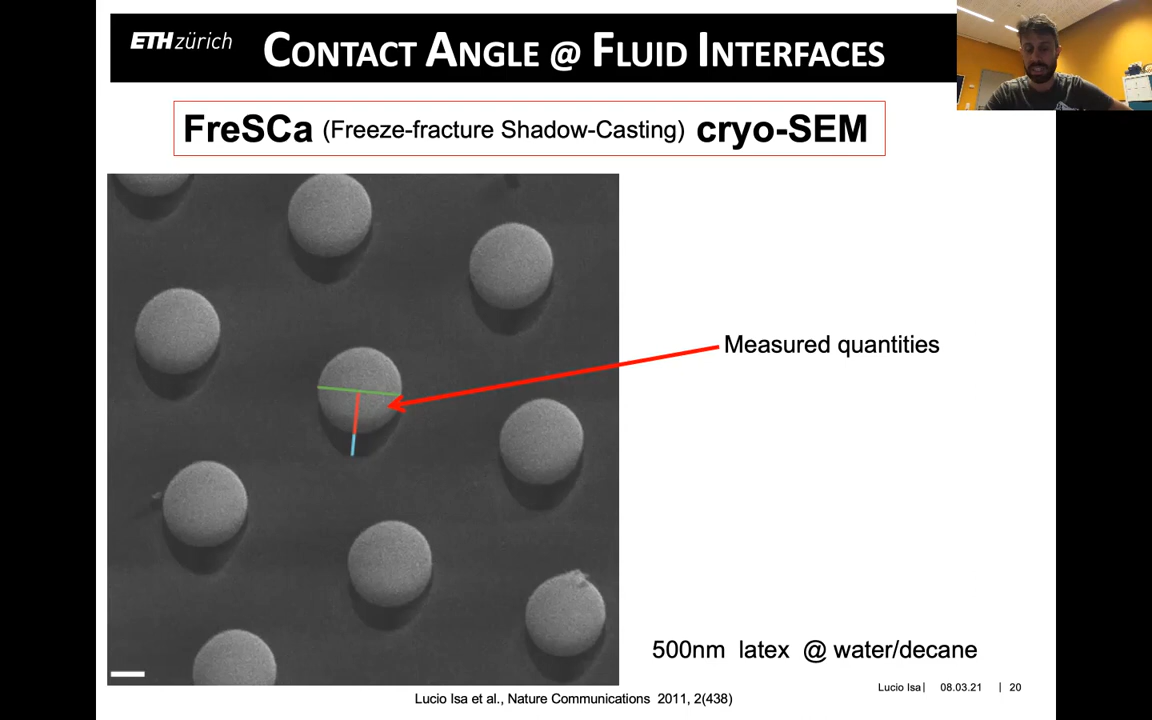 ETH zürich
CONTACT ANGLE @ FLUID INTERFACES
FreSCa (Freeze-fracture Shadow-Casting) cryo-SEM
Measured quantities
500nm latex @ water/decane
Lucio Isa| 08.03.21 | 20
Lucio Isa et al., Nature Communications 2011, 2(438)